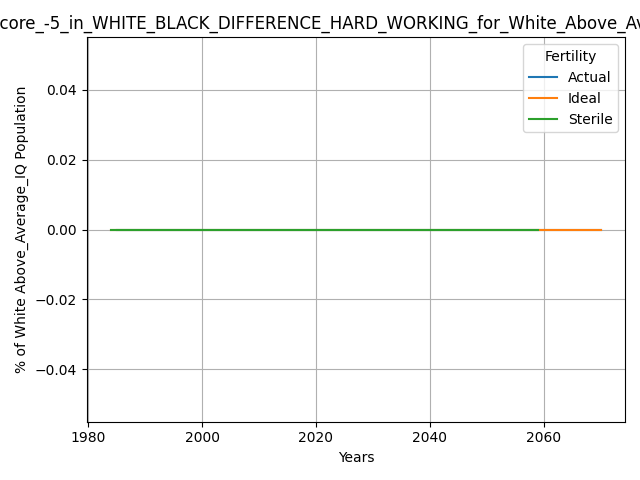 core_-5_in_WHITE_BLACK_DIFFERENCE_HARD_WORKING_for_White_Above_Av
Fertility
Actual
Ideal
Sterile
% of White Above_Average_IQ Population
0.04
0.02
0.00
−0.02
−0.04
1980 2000 2020 2040 2060
Years